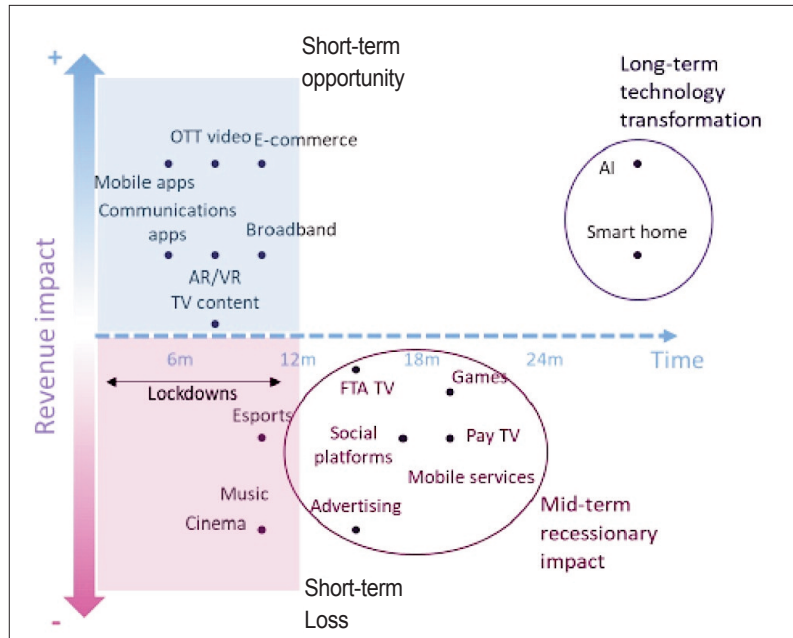 +
Short-term
opportunity
Long-term
technology
transformation
OTT video
E-commerce
AI
Mobile apps
Communications
apps
Broadband
Smart home
AR/VR
TV content
Revenue impact
6m
12m
18m
24m
Time
Lockdowns
FTA TV
Games
Esports
Social
platforms
Pay TV
Mobile services
Music
Cinema
Advertising
Mid-term
recessionary
impact
Short-term
Loss
-